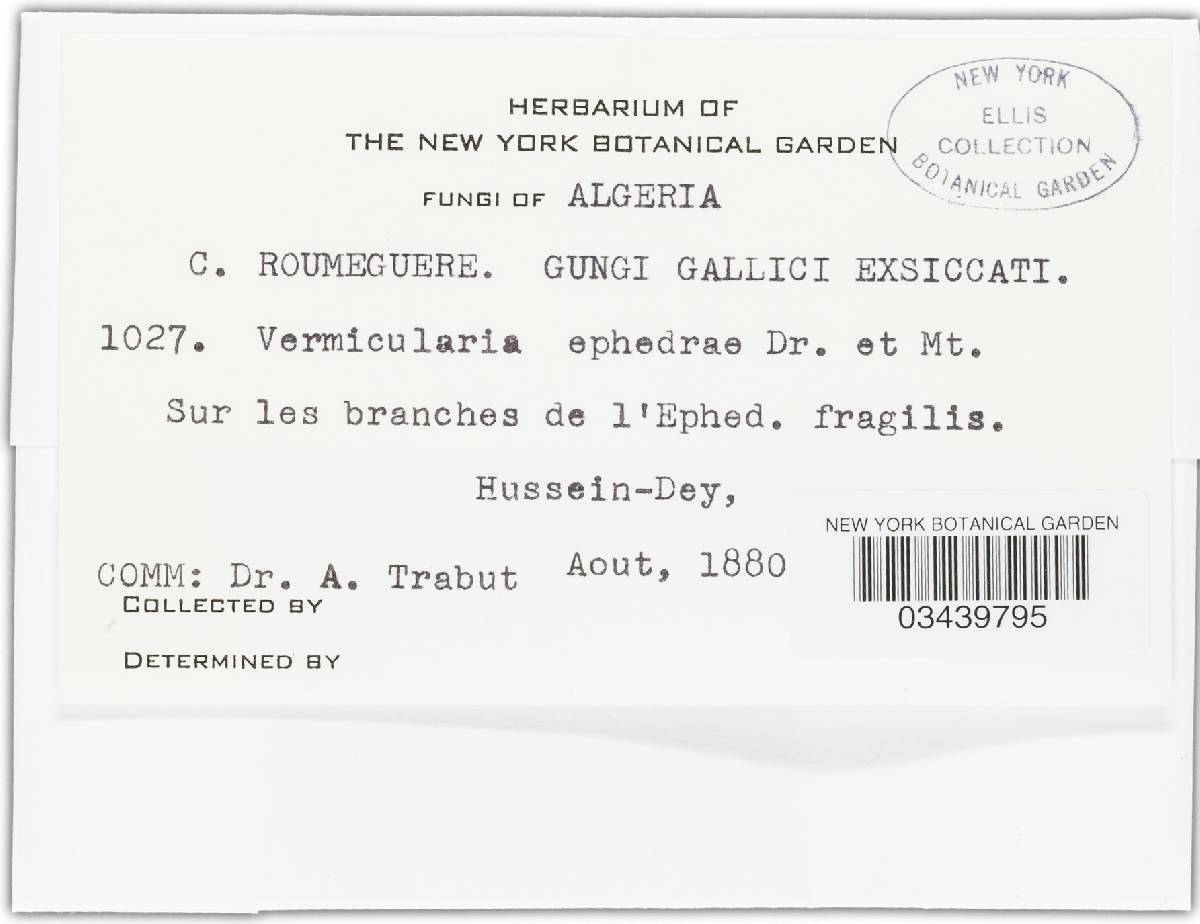 HERBARIUM OF
THE NEW YORK BOTANICAL GARDEN
NEW YORK
ELLIS
COLLECTION
BOTANICAL GARDEN
FUNGI OF ALGERIA
C. ROUMEGUERE. GUNGI GALLICI EXSICCATI.
1027. Vermicularia ephedrae Dr. et Mt.
Sur les branches de l'Ephed. fragilis.
Hussein-Dey,
Aout, 1880
COMM: Dr. A. Trabut
COLLECTED BY
DETERMINED BY
NEW YORK BOTANICAL GARDEN
03439795